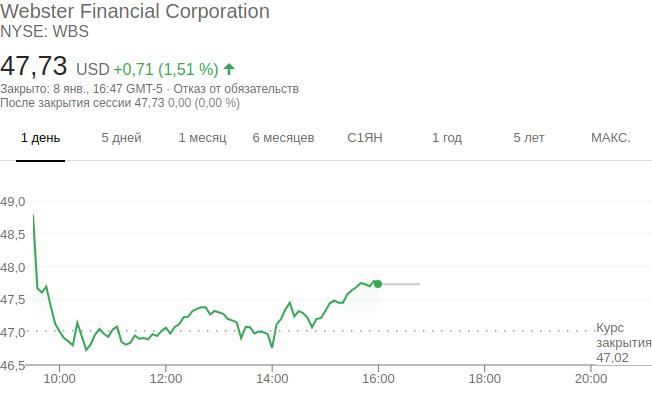 Webster Financial Corporation
NYSE: WBS
47,73 USD +0,71 (1,51 %)
Закрыто: 8 янв., 16:47 GMT-5 · Отказ от обязательств
После закрытия сессии 47,73 0,00 (0,00 %)
1 день 5 дней 1 месяц 6 месяцев С1ЯН 1 год 5 лет МАКС.
49,0
48,5
48,0
47,5
47,0
46,5
Курс
закрытия
47,02
10:00 12:00 14:00 16:00 18:00 20:00